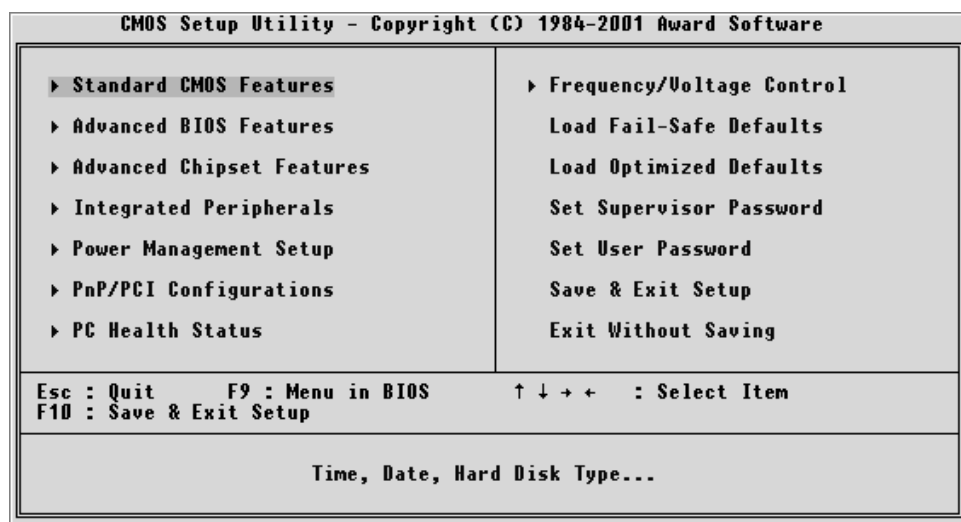 CMOS Setup Utility - Copyright (C) 1984-2001 Award Software
▸ Standard CMOS Features
▸ Advanced BIOS Features
▸ Advanced Chipset Features
▸ Integrated Peripherals
▸ Power Management Setup
▸ PnP/PCI Configurations
▸ PC Health Status
▸ Frequency/Voltage Control
Load Fail-Safe Defaults
Load Optimized Defaults
Set Supervisor Password
Set User Password
Save & Exit Setup
Exit Without Saving
Esc : Quit F9 : Menu in BIOS ↑ ↓ → ← : Select Item
F10 : Save & Exit Setup
Time, Date, Hard Disk Type...